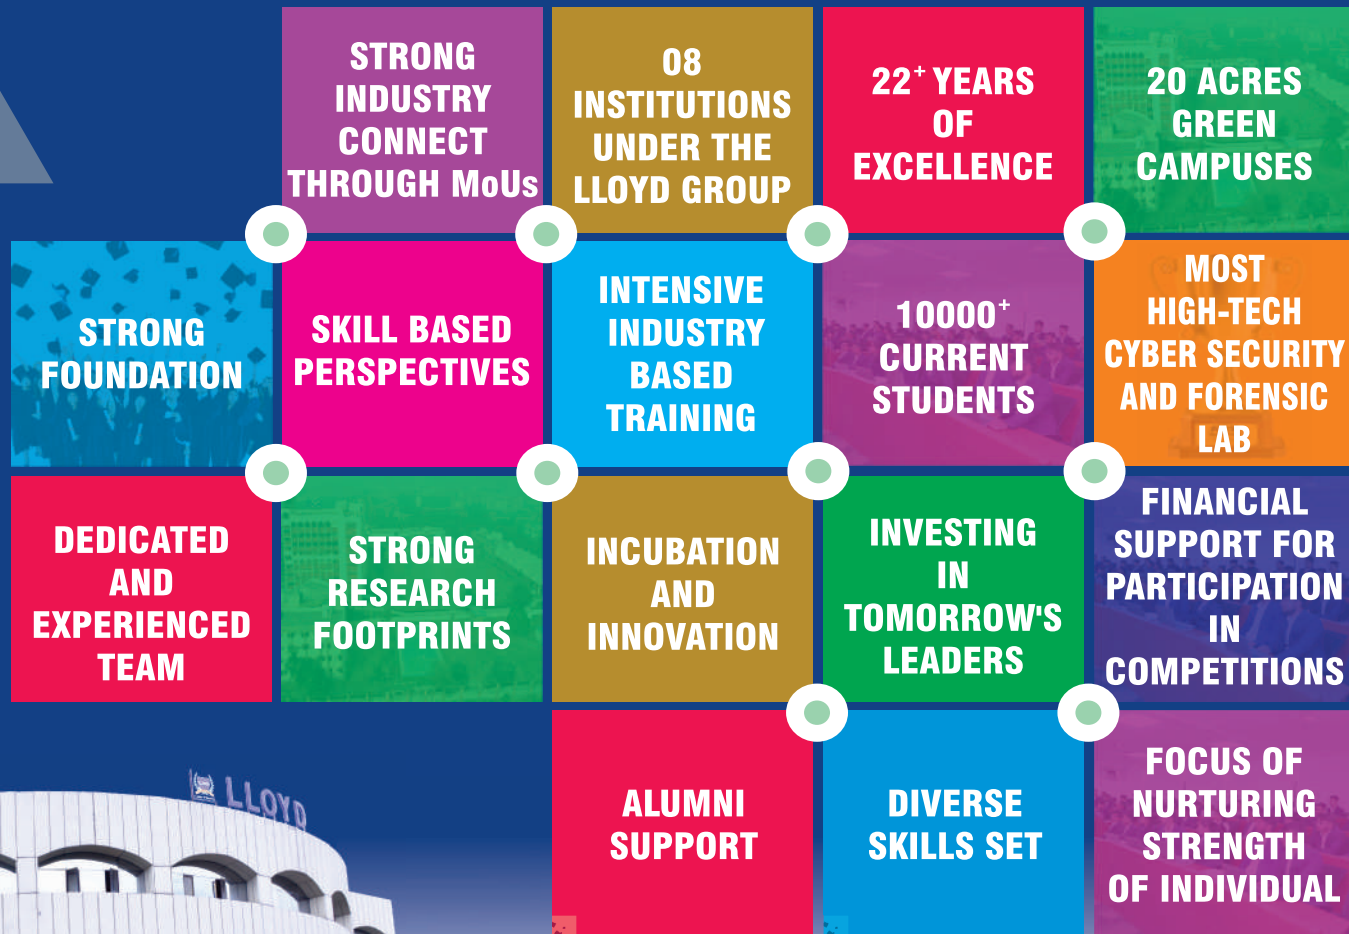 STRONG
INDUSTRY
CONNECT
THROUGH MoUs
08
INSTITUTIONS
UNDER THE
LLOYD GROUP
22+ YEARS
OF
EXCELLENCE
20 ACRES
GREEN
CAMPUSES
STRONG
FOUNDATION
SKILL BASED
PERSPECTIVES
INTENSIVE
INDUSTRY
BASED
TRAINING
10000+
CURRENT
STUDENTS
MOST
HIGH-TECH
CYBER SECURITY
AND FORENSIC
LAB
DEDICATED
AND
EXPERIENCED
TEAM
STRONG
RESEARCH
FOOTPRINTS
INCUBATION
AND
INNOVATION
INVESTING
IN
TOMORROW'S
LEADERS
FINANCIAL
SUPPORT FOR
PARTICIPATION
IN
COMPETITIONS
LLOYD
ALUMNI
SUPPORT
DIVERSE
SKILLS SET
FOCUS OF
NURTURING
STRENGTH
OF INDIVIDUAL